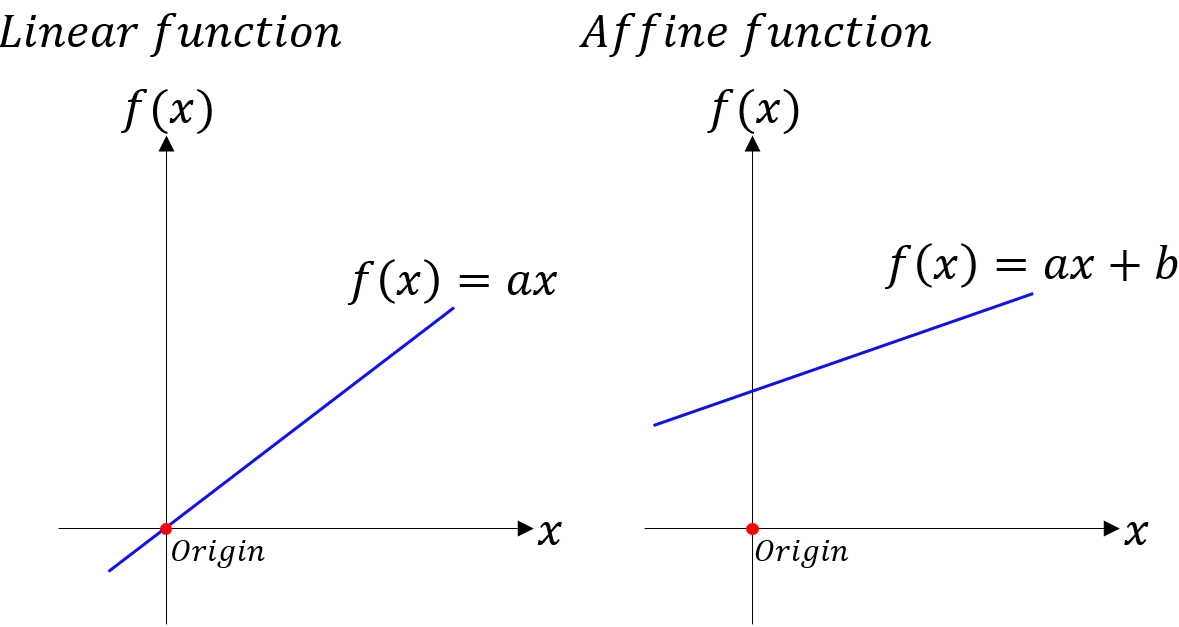 Linear function
f(x)
f(x) = ax
x
Origin
Affine function
f(x)
f(x) = ax + b
x
Origin